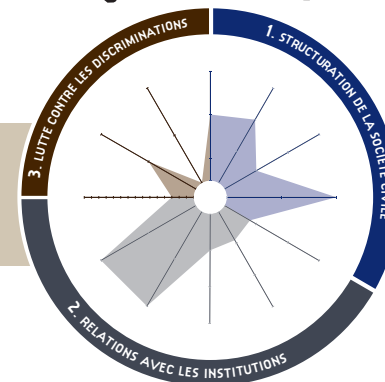 1. STRUCTURATION DE LA SOCIÉTÉ CIVILE
2. RELATIONS AVEC LES INSTITUTIONS
3. LUTTE CONTRE LES DISCRIMINATIONS